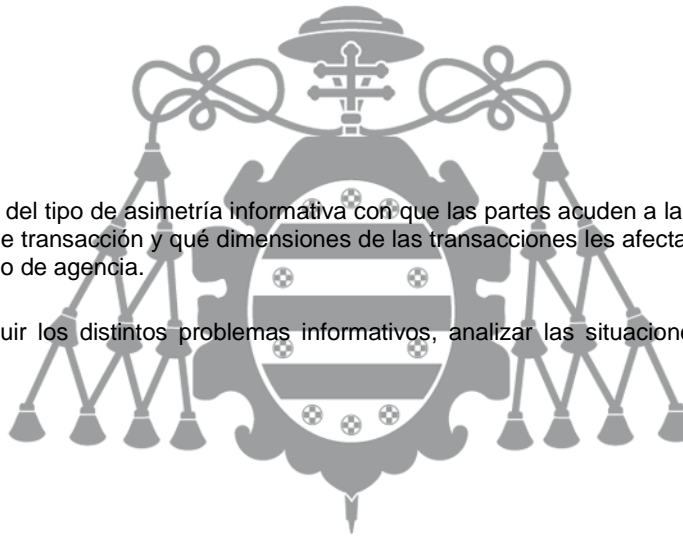 del tipo de asimetría informativa con que las partes acuden a la
e transacción y qué dimensiones de las transacciones les afecta
o de agencia.
uir los distintos problemas informativos, analizar las situacion